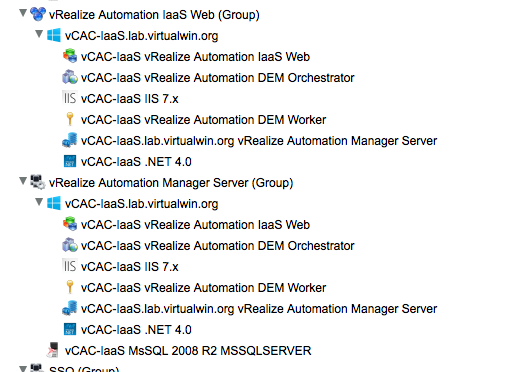 vRealize Automation IaaS Web (Group)
vCAC-IaaS.lab.virtualwin.org
vCAC-IaaS vRealize Automation IaaS Web
vCAC-IaaS vRealize Automation DEM Orchestrator
IIS vCAC-IaaS IIS 7.x
vCAC-IaaS vRealize Automation DEM Worker
vCAC-IaaS.lab.virtualwin.org vRealize Automation Manager Server
vCAC-IaaS .NET 4.0
vRealize Automation Manager Server (Group)
vCAC-IaaS.lab.virtualwin.org
vCAC-IaaS vRealize Automation IaaS Web
vCAC-IaaS vRealize Automation DEM Orchestrator
IIS vCAC-IaaS IIS 7.x
vCAC-IaaS vRealize Automation DEM Worker
vCAC-IaaS.lab.virtualwin.org vRealize Automation Manager Server
vCAC-IaaS .NET 4.0
vCAC-IaaS MsSQL 2008 R2 MSSQLSERVER
SSO (Group)